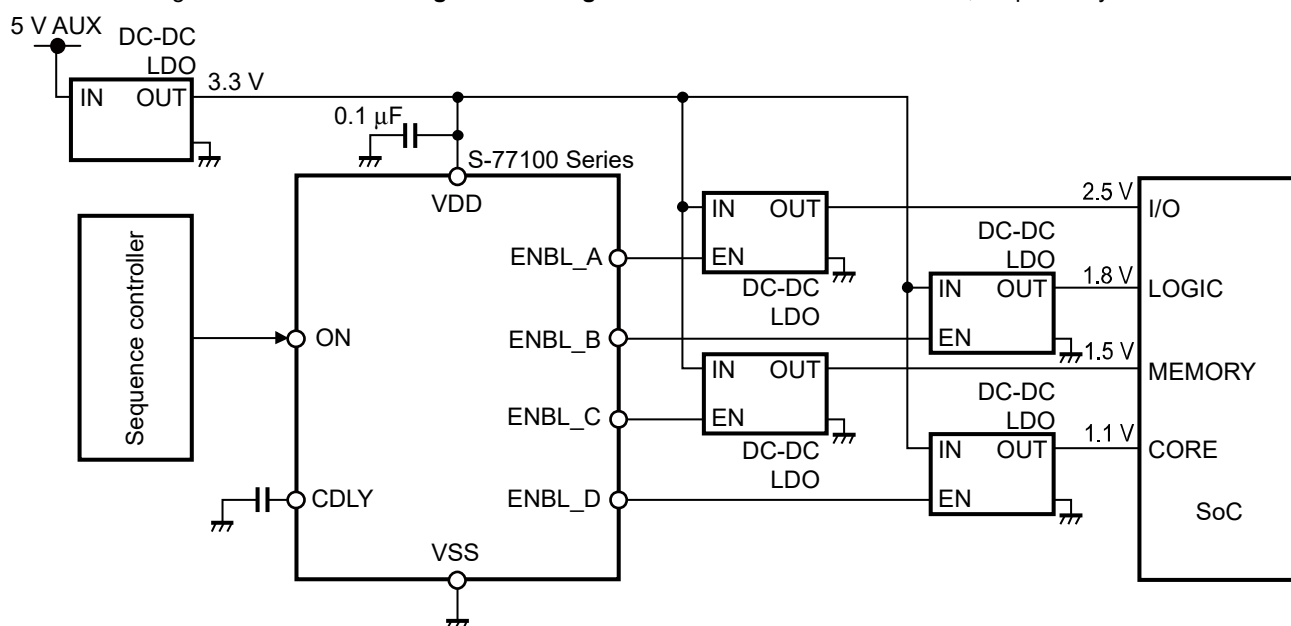 5 V AUX
DC-DC
LDO
IN OUT
3.3 V
0.1 μF
S-77100 Series
VDD
Sequence controller
ON
CDLY
VSS
ENBL_A
ENBL_B
ENBL_C
ENBL_D
IN OUT
EN
DC-DC
LDO
DC-DC
LDO
IN OUT
EN
IN OUT
EN
DC-DC
LDO
DC-DC
LDO
IN OUT
EN
2.5 V
I/O
1.8 V
LOGIC
1.5 V
MEMORY
1.1 V
CORE
SoC